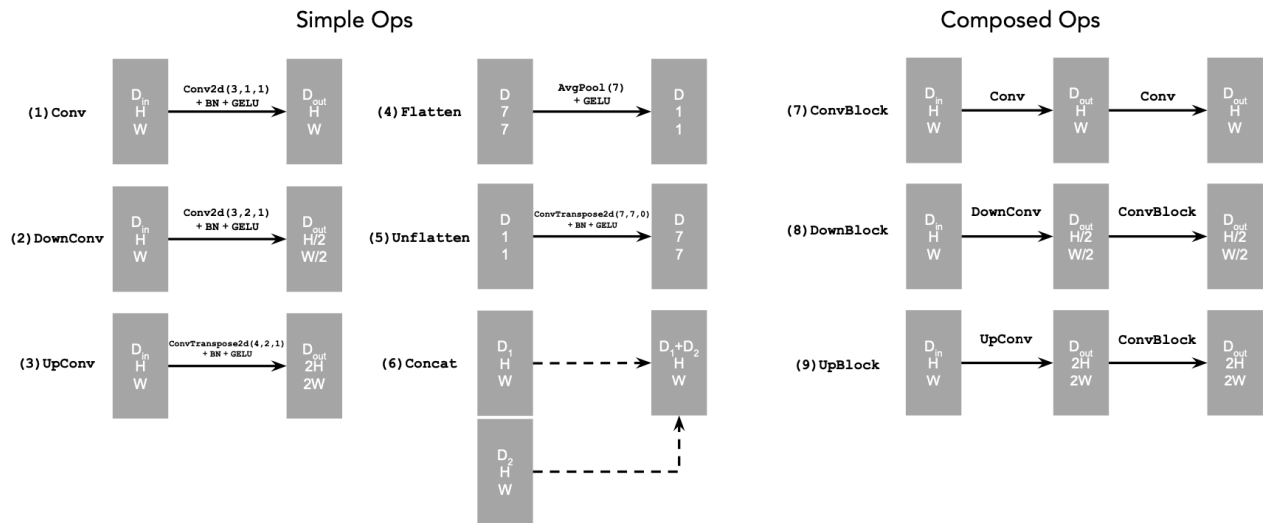 Simple Ops
Composed Ops
(1)Conv
D_in
H
W
Conv2d(3,1,1)
+ BN + GELU
D_out
H
W
(2)DownConv
D_in
H
W
Conv2d(3,2,1)
+ BN + GELU
D_out
H/2
W/2
(3)UpConv
D_in
H
W
ConvTranspose2d(4,2,1)
+ BN + GELU
D_out
2H
2W
(4)Flatten
D
7
7
AvgPool(7)
+ GELU
D
1
1
(5)Unflatten
D
1
1
ConvTranspose2d(7,7,0)
+ BN + GELU
D
7
7
(6)Concat
D_1
H
W
D_1+D_2
H
W
D_2
H
W
(7)ConvBlock
D_in
H
W
Conv
D_out
H
W
Conv
D_out
H
W
(8)DownBlock
D_in
H
W
DownConv
D_out
H/2
W/2
ConvBlock
D_out
H/2
W/2
(9)UpBlock
D_in
H
W
UpConv
D_out
2H
2W
ConvBlock
D_out
2H
2W